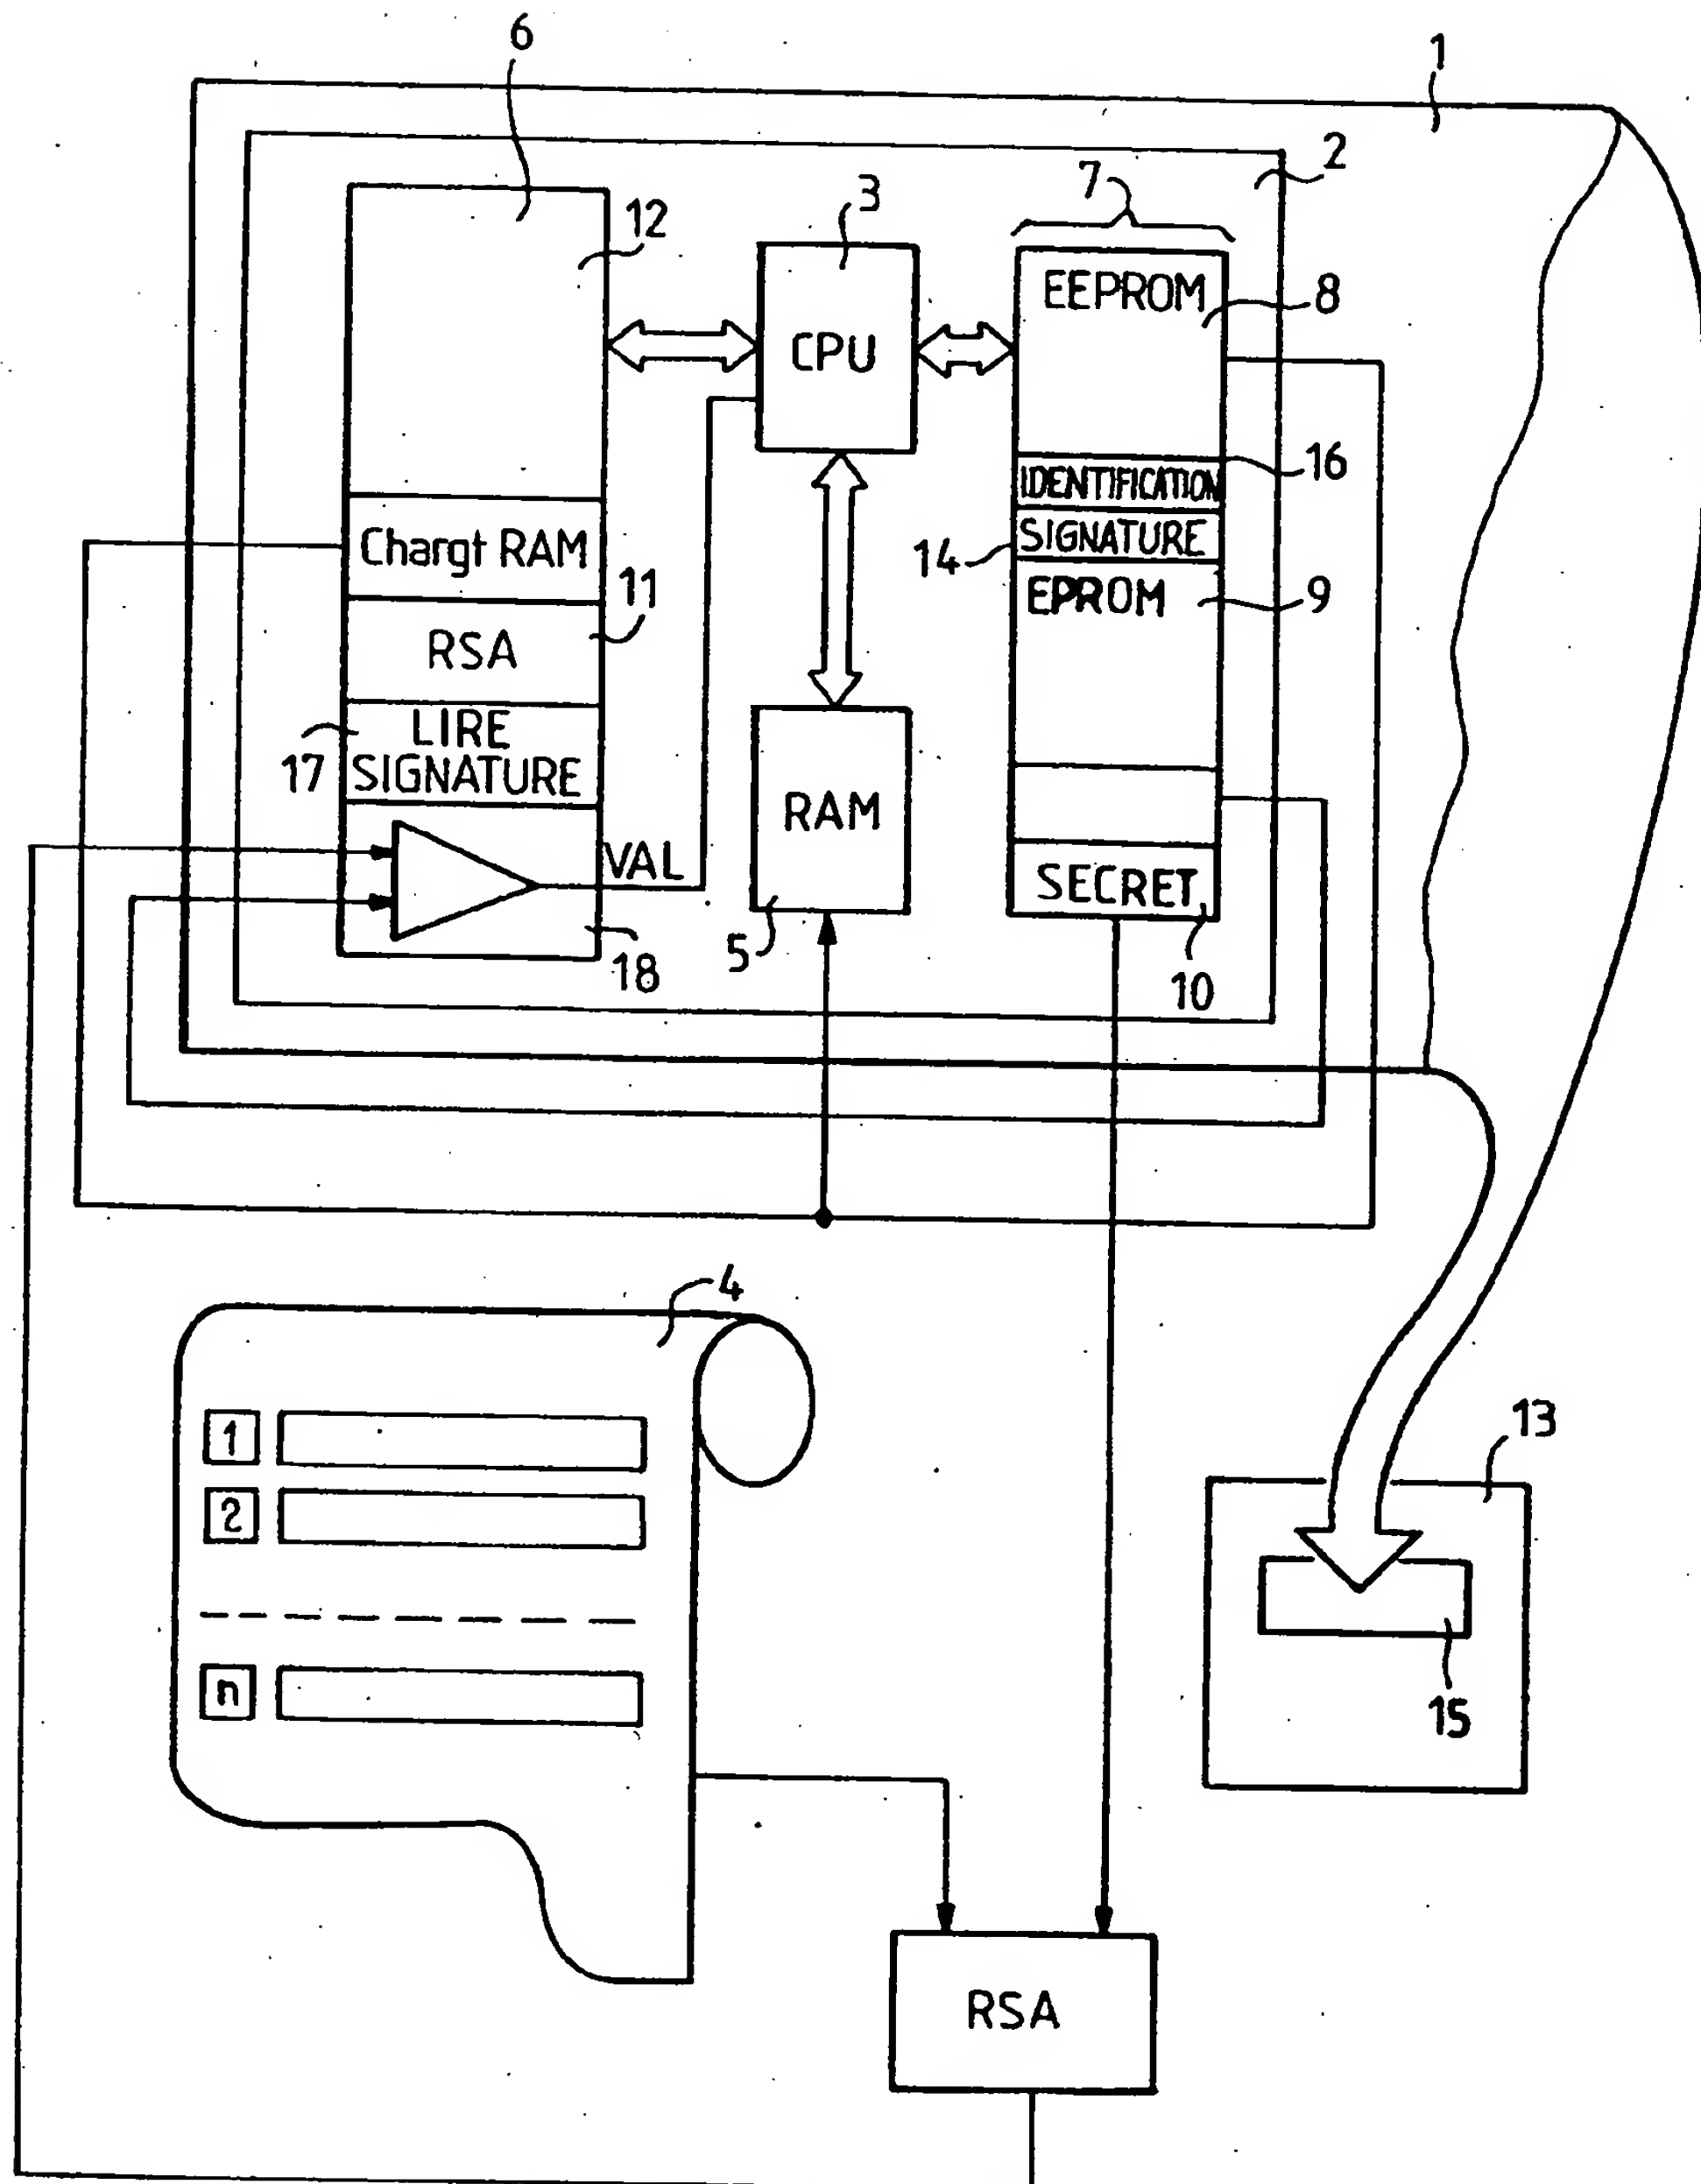 6
1
2
7
3
12
EEPROM
8
CPU
16
IDENTIFICATION
SIGNATURE
14
Chargt RAM
11
EPROM
9
RSA
LIRE
SIGNATURE
17
RAM
VAL
SECRET
5
18
10
4
1
2
n
13
15
RSA